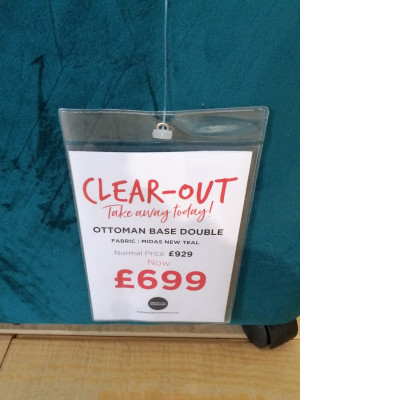 CLEAR-OUT
Take away today!
OTTOMAN BASE DOUBLE
FABRIC : MIDAS NEW TEAL
Normal Price £929
Now
£699